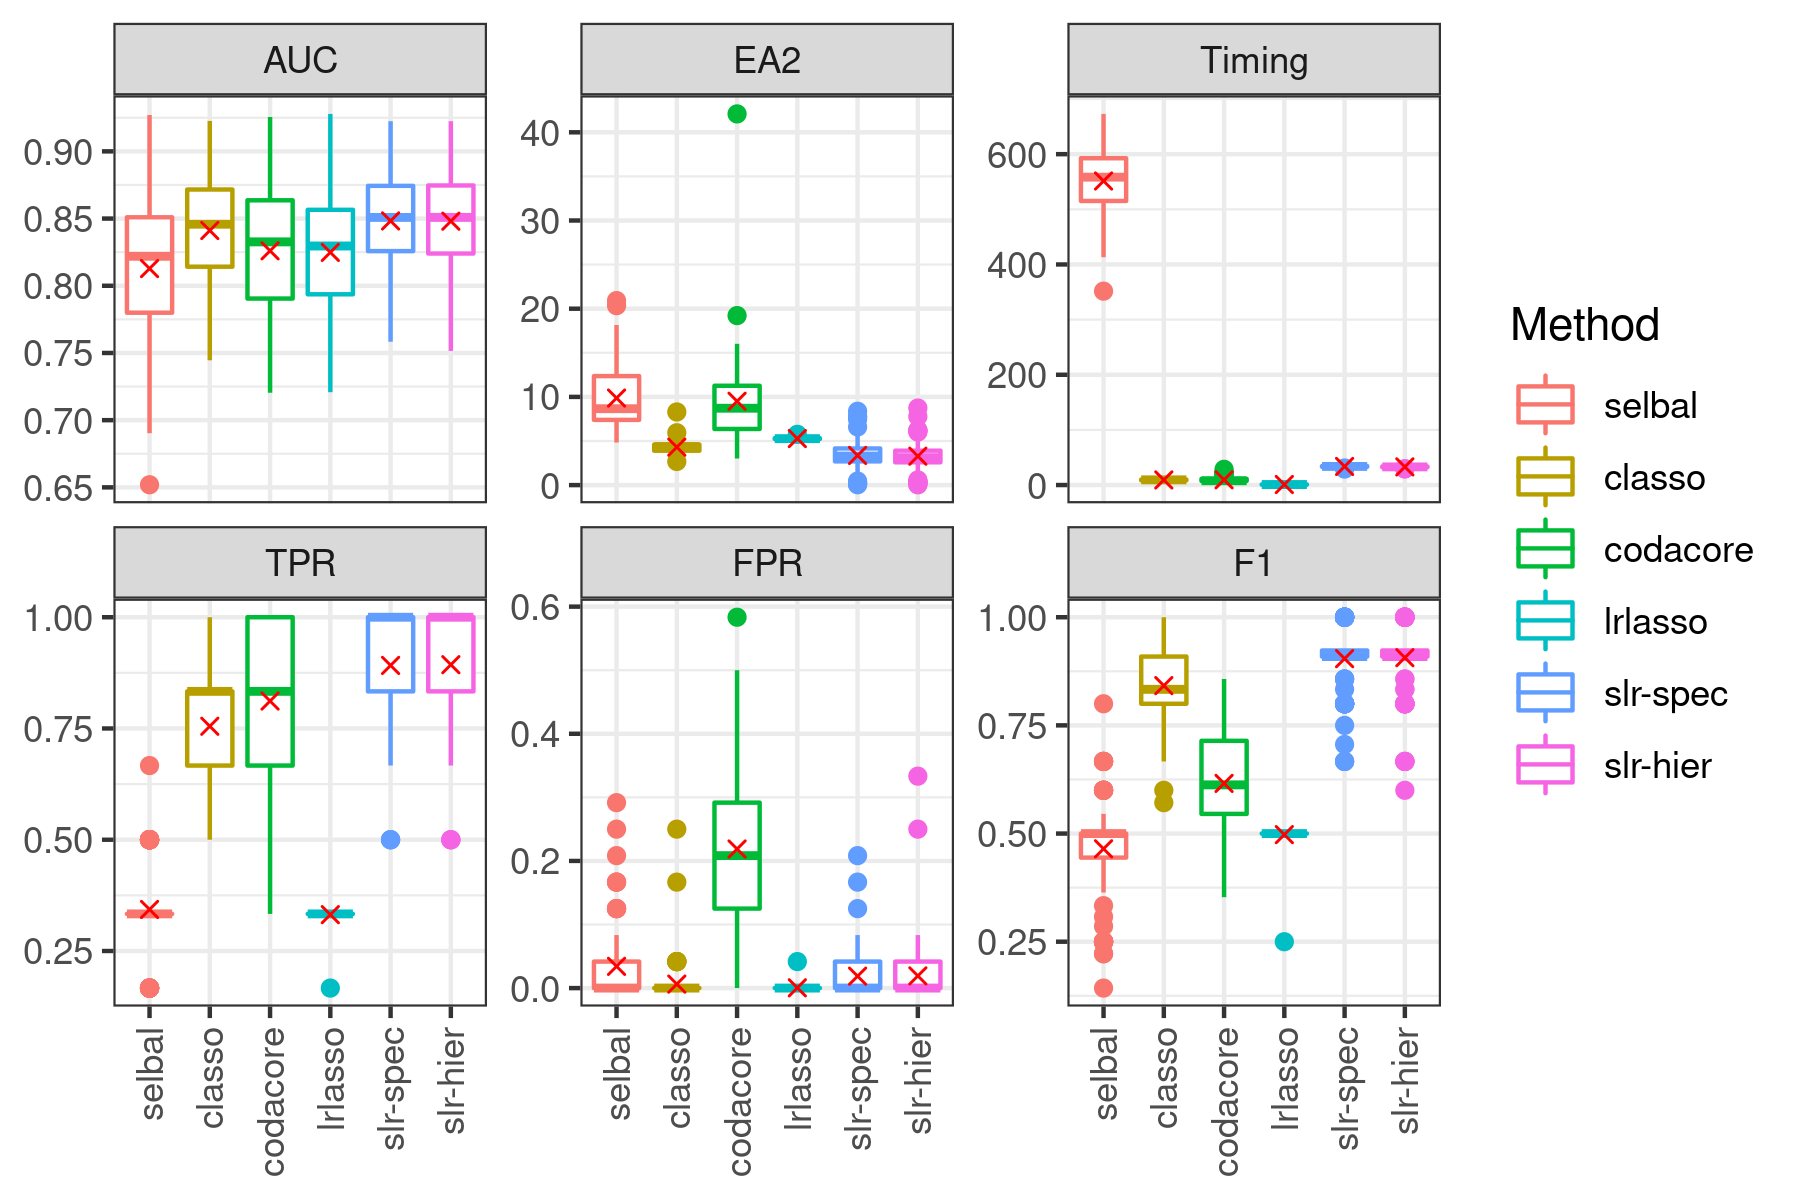 AUC
EA2
Timing
0.90
0.85
0.80
0.75
0.70
0.65
40
30
20
10
0
600
400
200
0
TPR
FPR
F1
1.00
0.75
0.50
0.25
0.6
0.4
0.2
0.0
1.00
0.75
0.50
0.25
selbal
classo
codacore
lrlasso
slr-spec
slr-hier
selbal
classo
codacore
lrlasso
slr-spec
slr-hier
selbal
classo
codacore
lrlasso
slr-spec
slr-hier
Method
selbal
classo
codacore
lrlasso
slr-spec
slr-hier